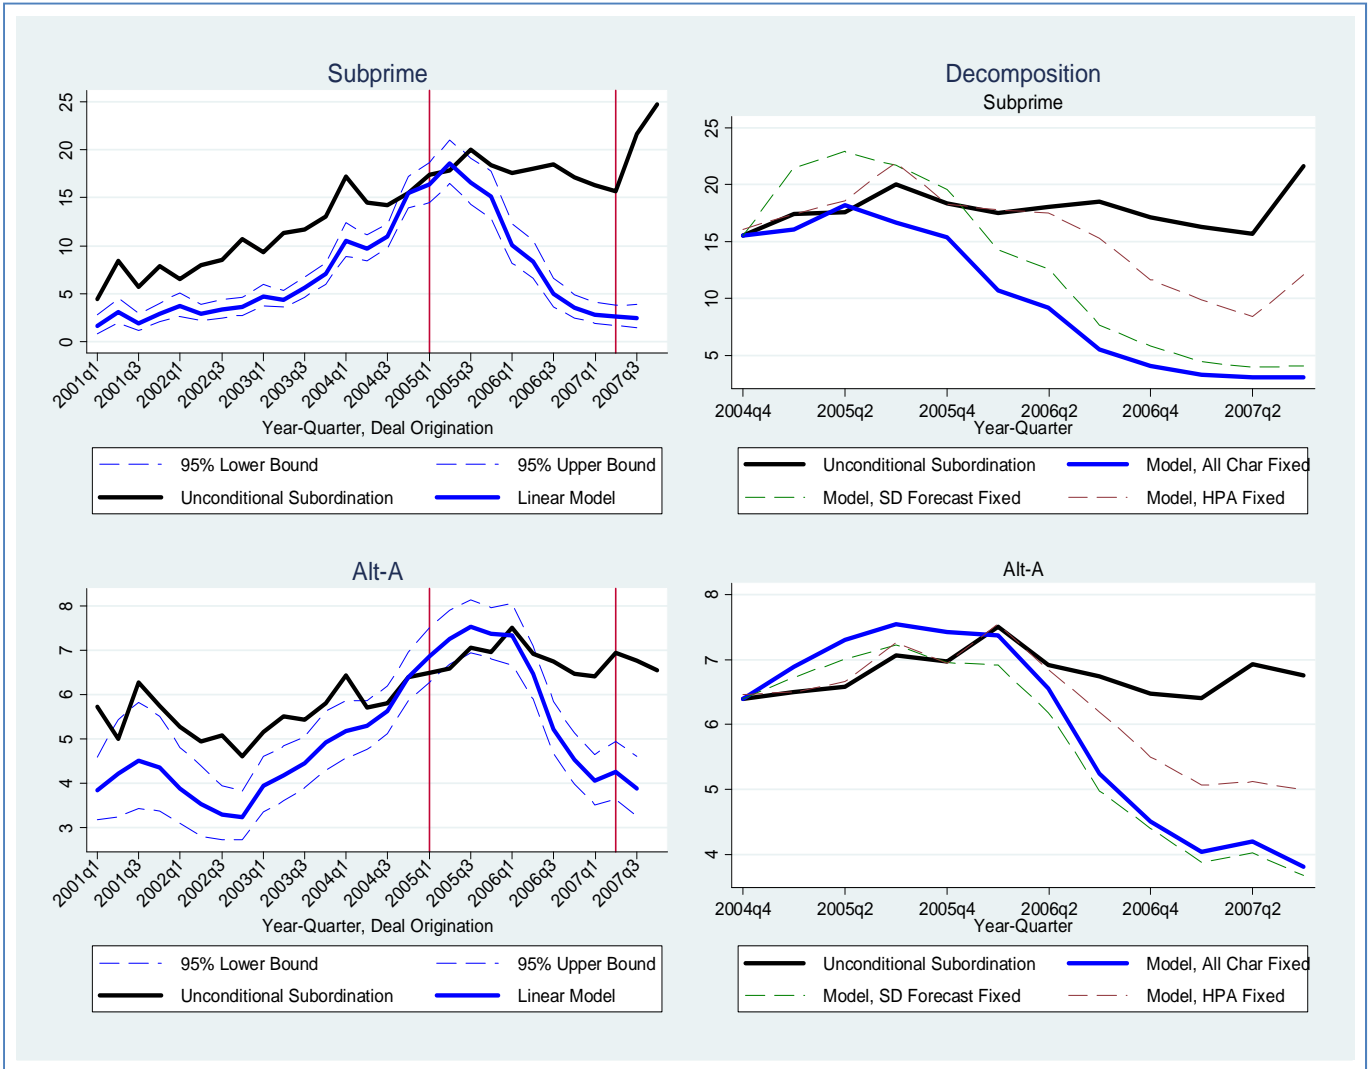 Subprime
0 5 10 15 20 25
2001q1 2001q3 2002q1 2002q3 2003q1 2003q3 2004q1 2004q3 2005q1 2005q3 2006q1 2006q3 2007q1 2007q3
Year-Quarter, Deal Origination
95% Lower Bound 95% Upper Bound
Unconditional Subordination Linear Model
Decomposition
Subprime
5 10 15 20 25
2004q4 2005q2 2005q4 2006q2 2006q4 2007q2
Year-Quarter
Unconditional Subordination Model, All Char Fixed
Model, SD Forecast Fixed Model, HPA Fixed
Alt-A
3 4 5 6 7 8
2001q1 2001q3 2002q1 2002q3 2003q1 2003q3 2004q1 2004q3 2005q1 2005q3 2006q1 2006q3 2007q1 2007q3
Year-Quarter, Deal Origination
95% Lower Bound 95% Upper Bound
Unconditional Subordination Linear Model
Alt-A
4 5 6 7 8
2004q4 2005q2 2005q4 2006q2 2006q4 2007q2
Year-Quarter
Unconditional Subordination Model, All Char Fixed
Model, SD Forecast Fixed Model, HPA Fixed